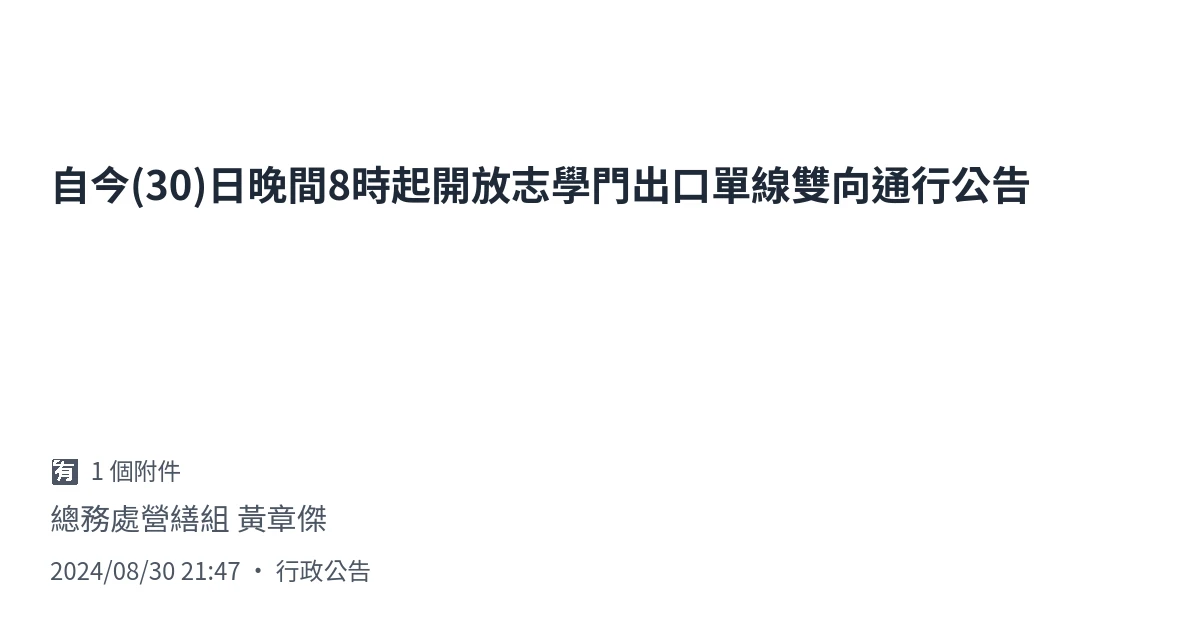 自今(30)日晚間8時起開放志學門出口單線雙向通行公告
🈶 1 個附件
總務處營繕組 黃章傑
2024/08/30 21:47 • 行政公告